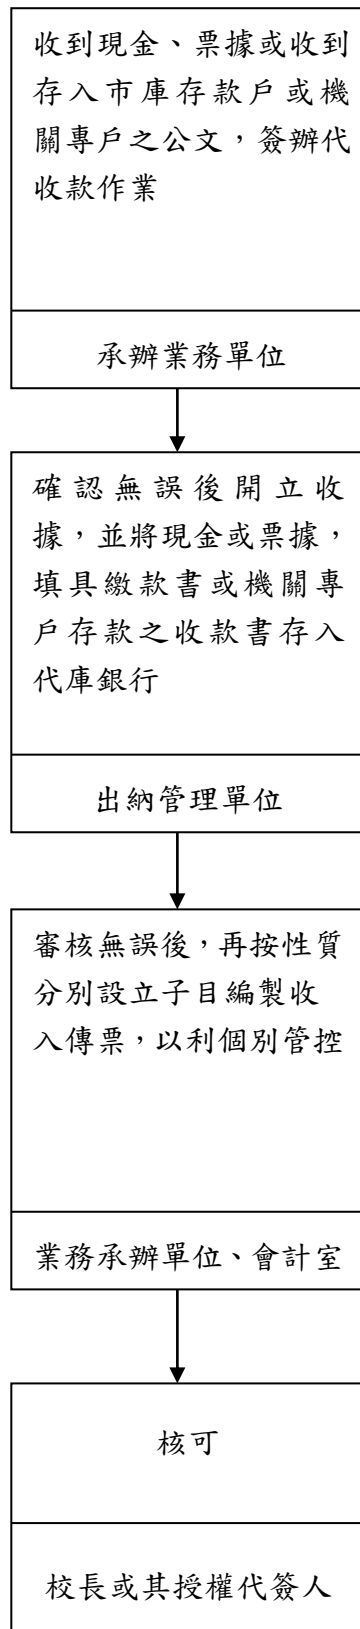 收到現金、票據或收到
存入市庫存款戶或機
關專戶之公文，簽辦代
收款作業
承辦業務單位
確認無誤後開立收
據，並將現金或票據，
填具繳款書或機關專
戶存款之收款書存入
代庫銀行
出納管理單位
審核無誤後，再按性質
分別設立子目編製收
入傳票，以利個別管控
業務承辦單位、會計室
核可
校長或其授權代簽人